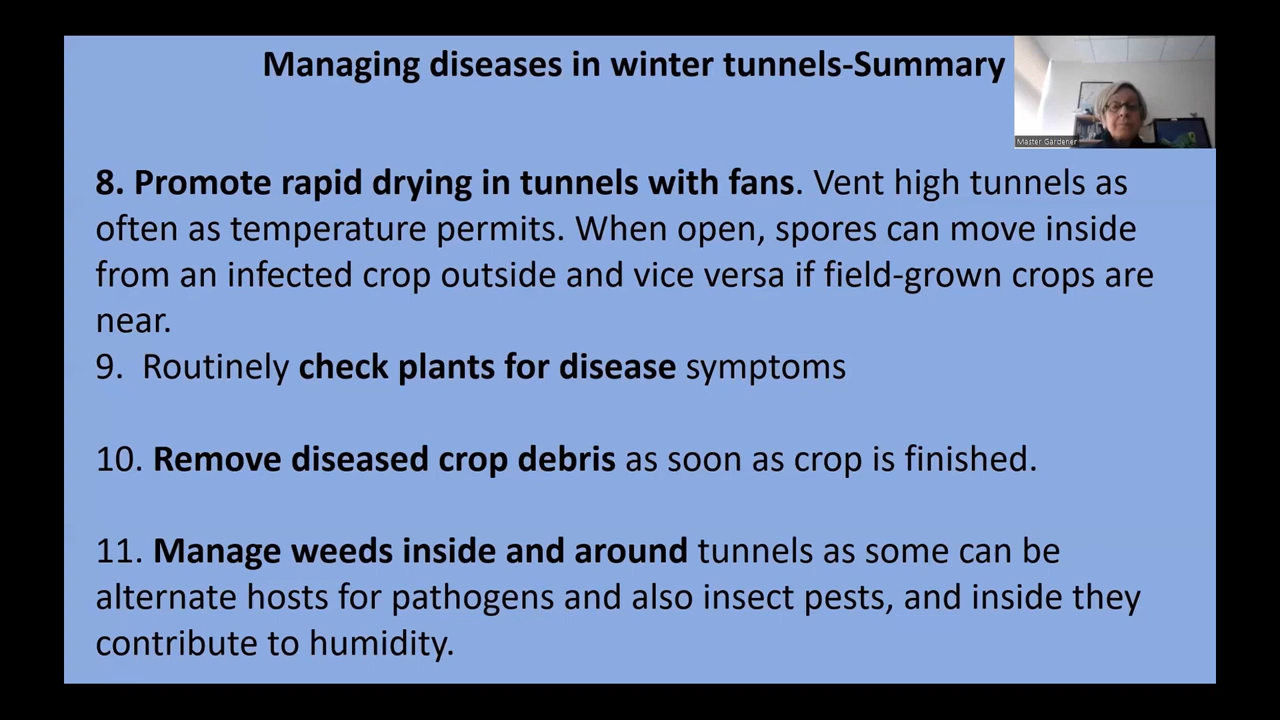 Managing diseases in winter tunnels-Summary
Master Gardener
8. Promote rapid drying in tunnels with fans. Vent high tunnels as
often as temperature permits. When open, spores can move inside
from an infected crop outside and vice versa if field-grown crops are
near.
9. Routinely check plants for disease symptoms
10. Remove diseased crop debris as soon as crop is finished.
11. Manage weeds inside and around tunnels as some can be
alternate hosts for pathogens and also insect pests, and inside they
contribute to humidity.